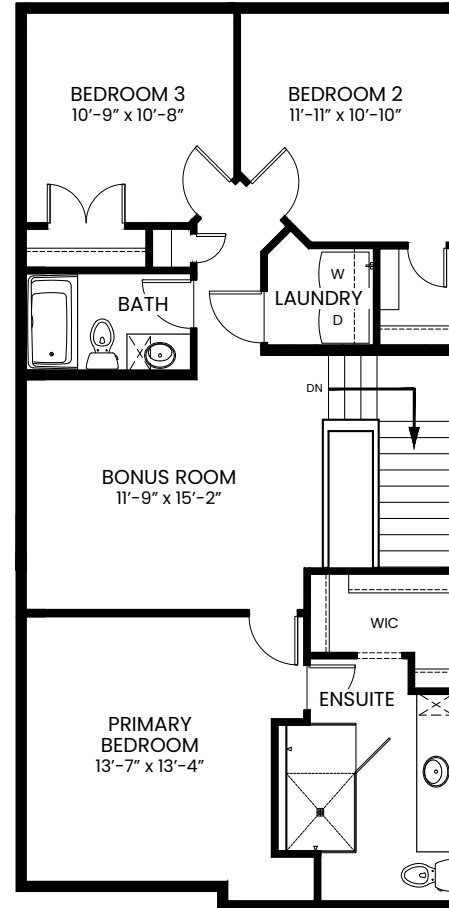 BEDROOM 3
10'-9" x 10'-8"
BEDROOM 2
11'-11" x 10'-10"
BATH
W
LAUNDRY
D
DN
BONUS ROOM
11'-9" x 15'-2"
WIC
ENSUITE
PRIMARY
BEDROOM
13'-7" x 13'-4"